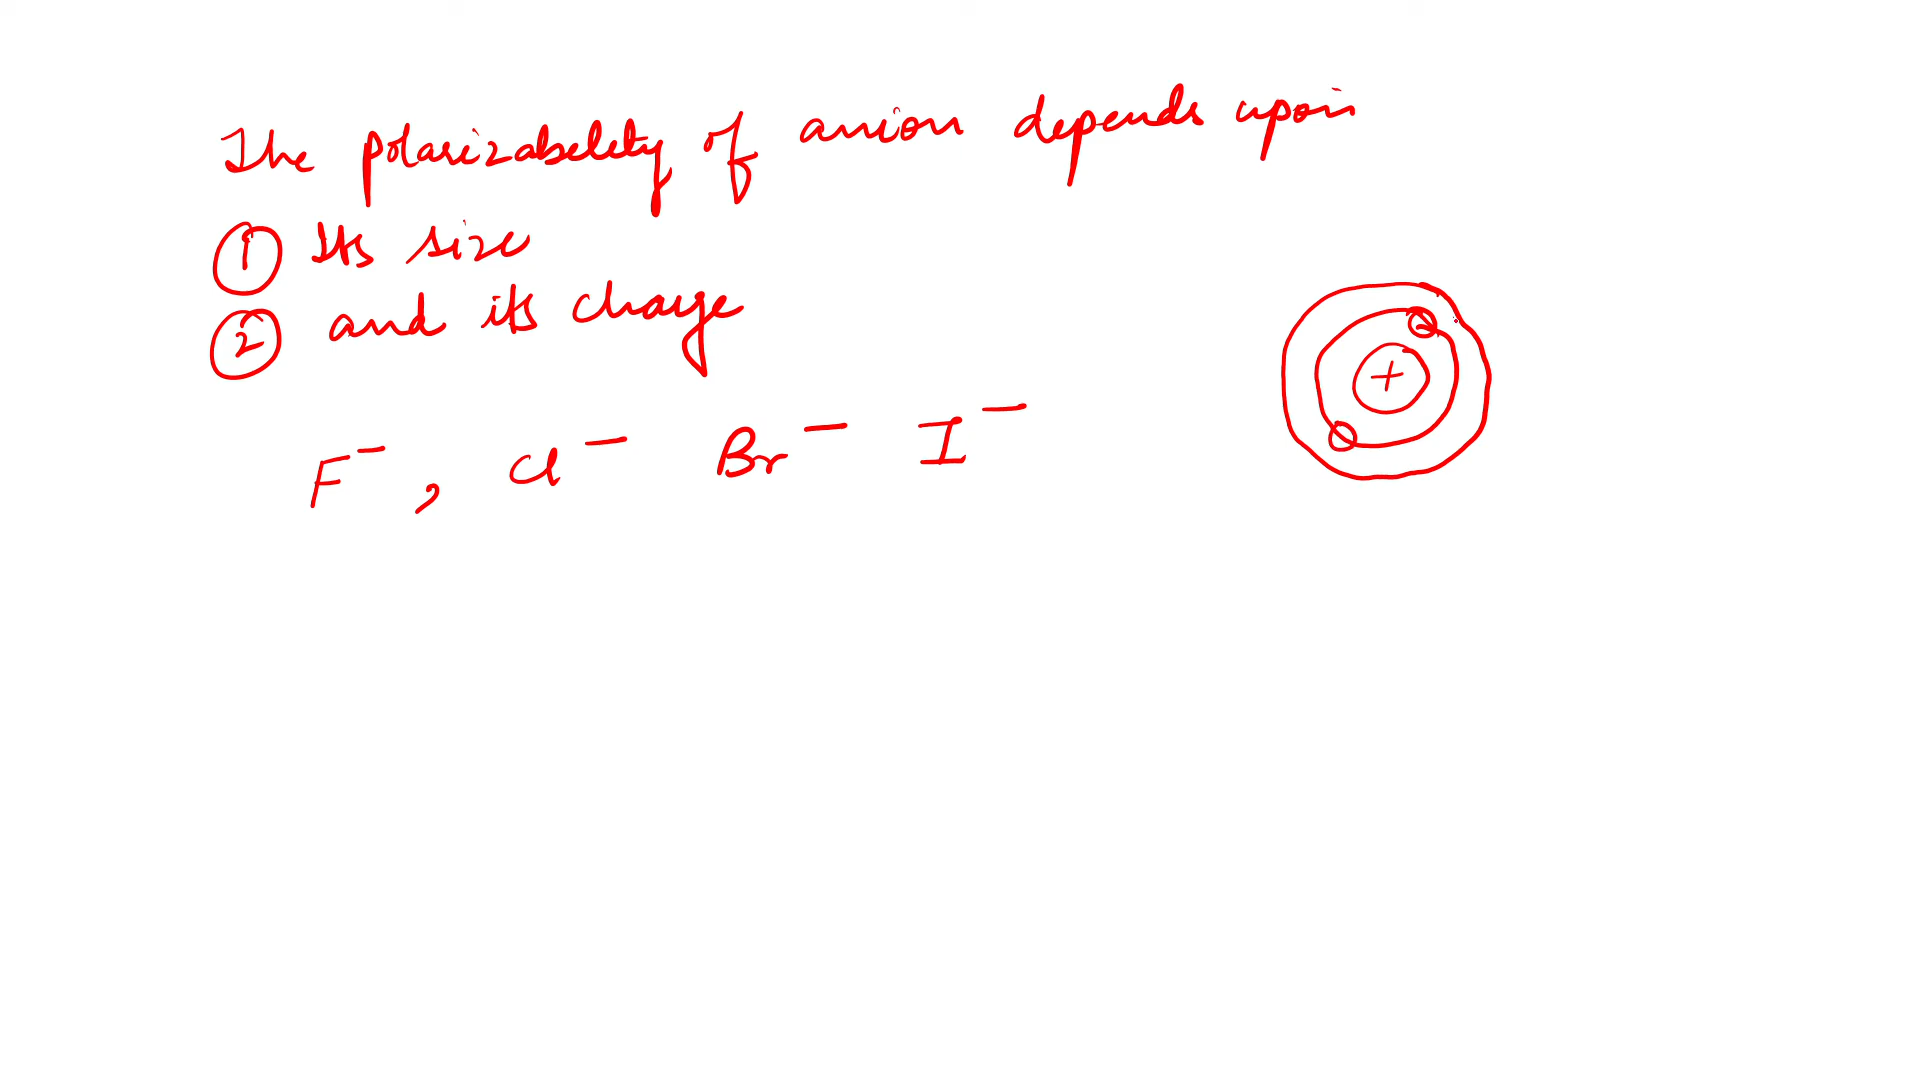 The polarizability of anion depends upon
① Its size
② and its charge
F⁻ , Cl⁻ Br⁻ I⁻
+